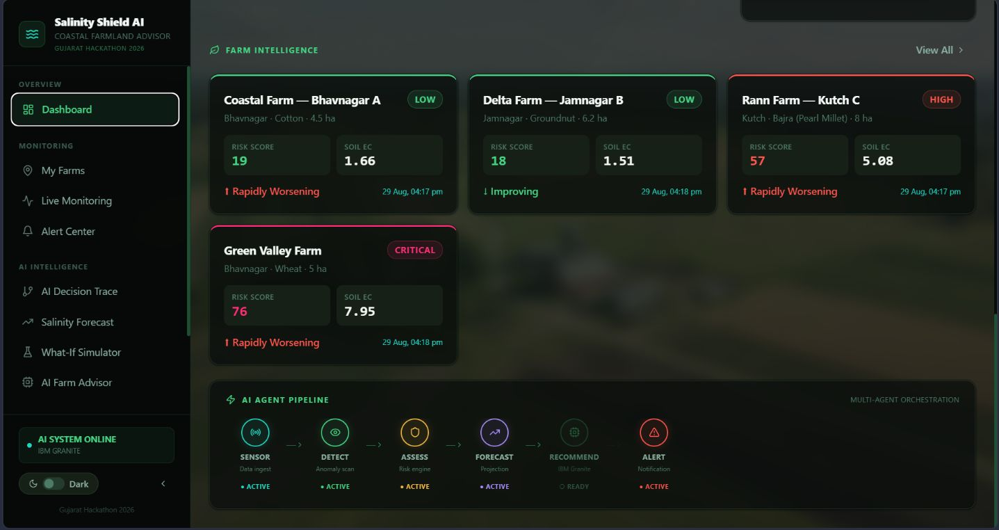 Salinity Shield AI
COASTAL FARMLAND ADVISOR
GUJARAT HACKATHON 2026
OVERVIEW
Dashboard
MONITORING
My Farms
Live Monitoring
Alert Center
AI INTELLIGENCE
AI Decision Trace
Salinity Forecast
What-If Simulator
AI Farm Advisor
AI SYSTEM ONLINE
IBM GRANITE
Dark
Gujarat Hackathon 2026
FARM INTELLIGENCE
View All
Coastal Farm — Bhavnagar A
LOW
Bhavnagar · Cotton · 4.5 ha
RISK SCORE
19
SOIL EC
1.66
↑ Rapidly Worsening
29 Aug, 04:17 pm
Delta Farm — Jamnagar B
LOW
Jamnagar · Groundnut · 6.2 ha
RISK SCORE
18
SOIL EC
1.51
↓ Improving
29 Aug, 04:18 pm
Rann Farm — Kutch C
HIGH
Kutch · Bajra (Pearl Millet) · 8 ha
RISK SCORE
57
SOIL EC
5.08
↑ Rapidly Worsening
29 Aug, 04:17 pm
Green Valley Farm
CRITICAL
Bhavnagar · Wheat · 5 ha
RISK SCORE
76
SOIL EC
7.95
↑ Rapidly Worsening
29 Aug, 04:18 pm
AI AGENT PIPELINE
MULTI-AGENT ORCHESTRATION
SENSOR
Data ingest
● ACTIVE
DETECT
Anomaly scan
● ACTIVE
ASSESS
Risk engine
● ACTIVE
FORECAST
Projection
● ACTIVE
RECOMMEND
IBM Granite
○ READY
ALERT
Notification
● ACTIVE